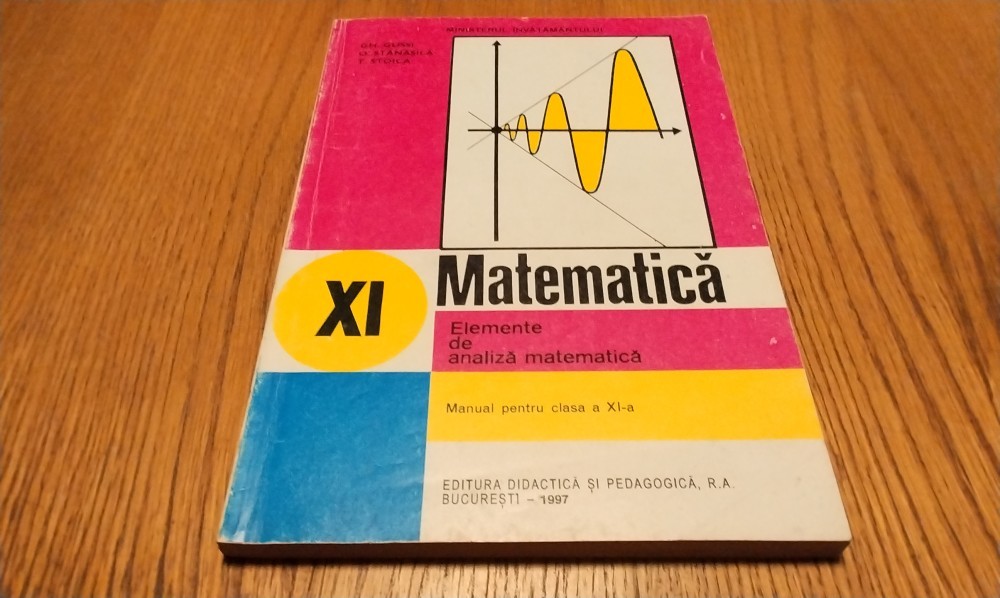 MINISTERUL ÎNVĂȚĂMÂNTULUI
GH. GUSSI
O. STĂNĂȘILĂ
T. STOICA
XI
Matematică
Elemente
de
analiză matematică
Manual pentru clasa a XI-a
EDITURA DIDACTICĂ ȘI PEDAGOGICĂ, R.A.
BUCUREȘTI – 1997